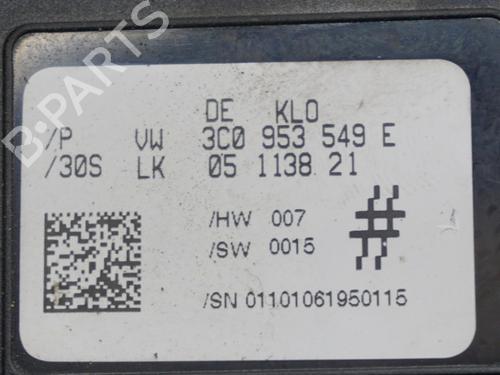 DE KLO
/P VW 3C0 953 549 E
/30S LK 05 1138 21
/HW 007
/SW 0015
/SN 01101061950115
B-PARTS